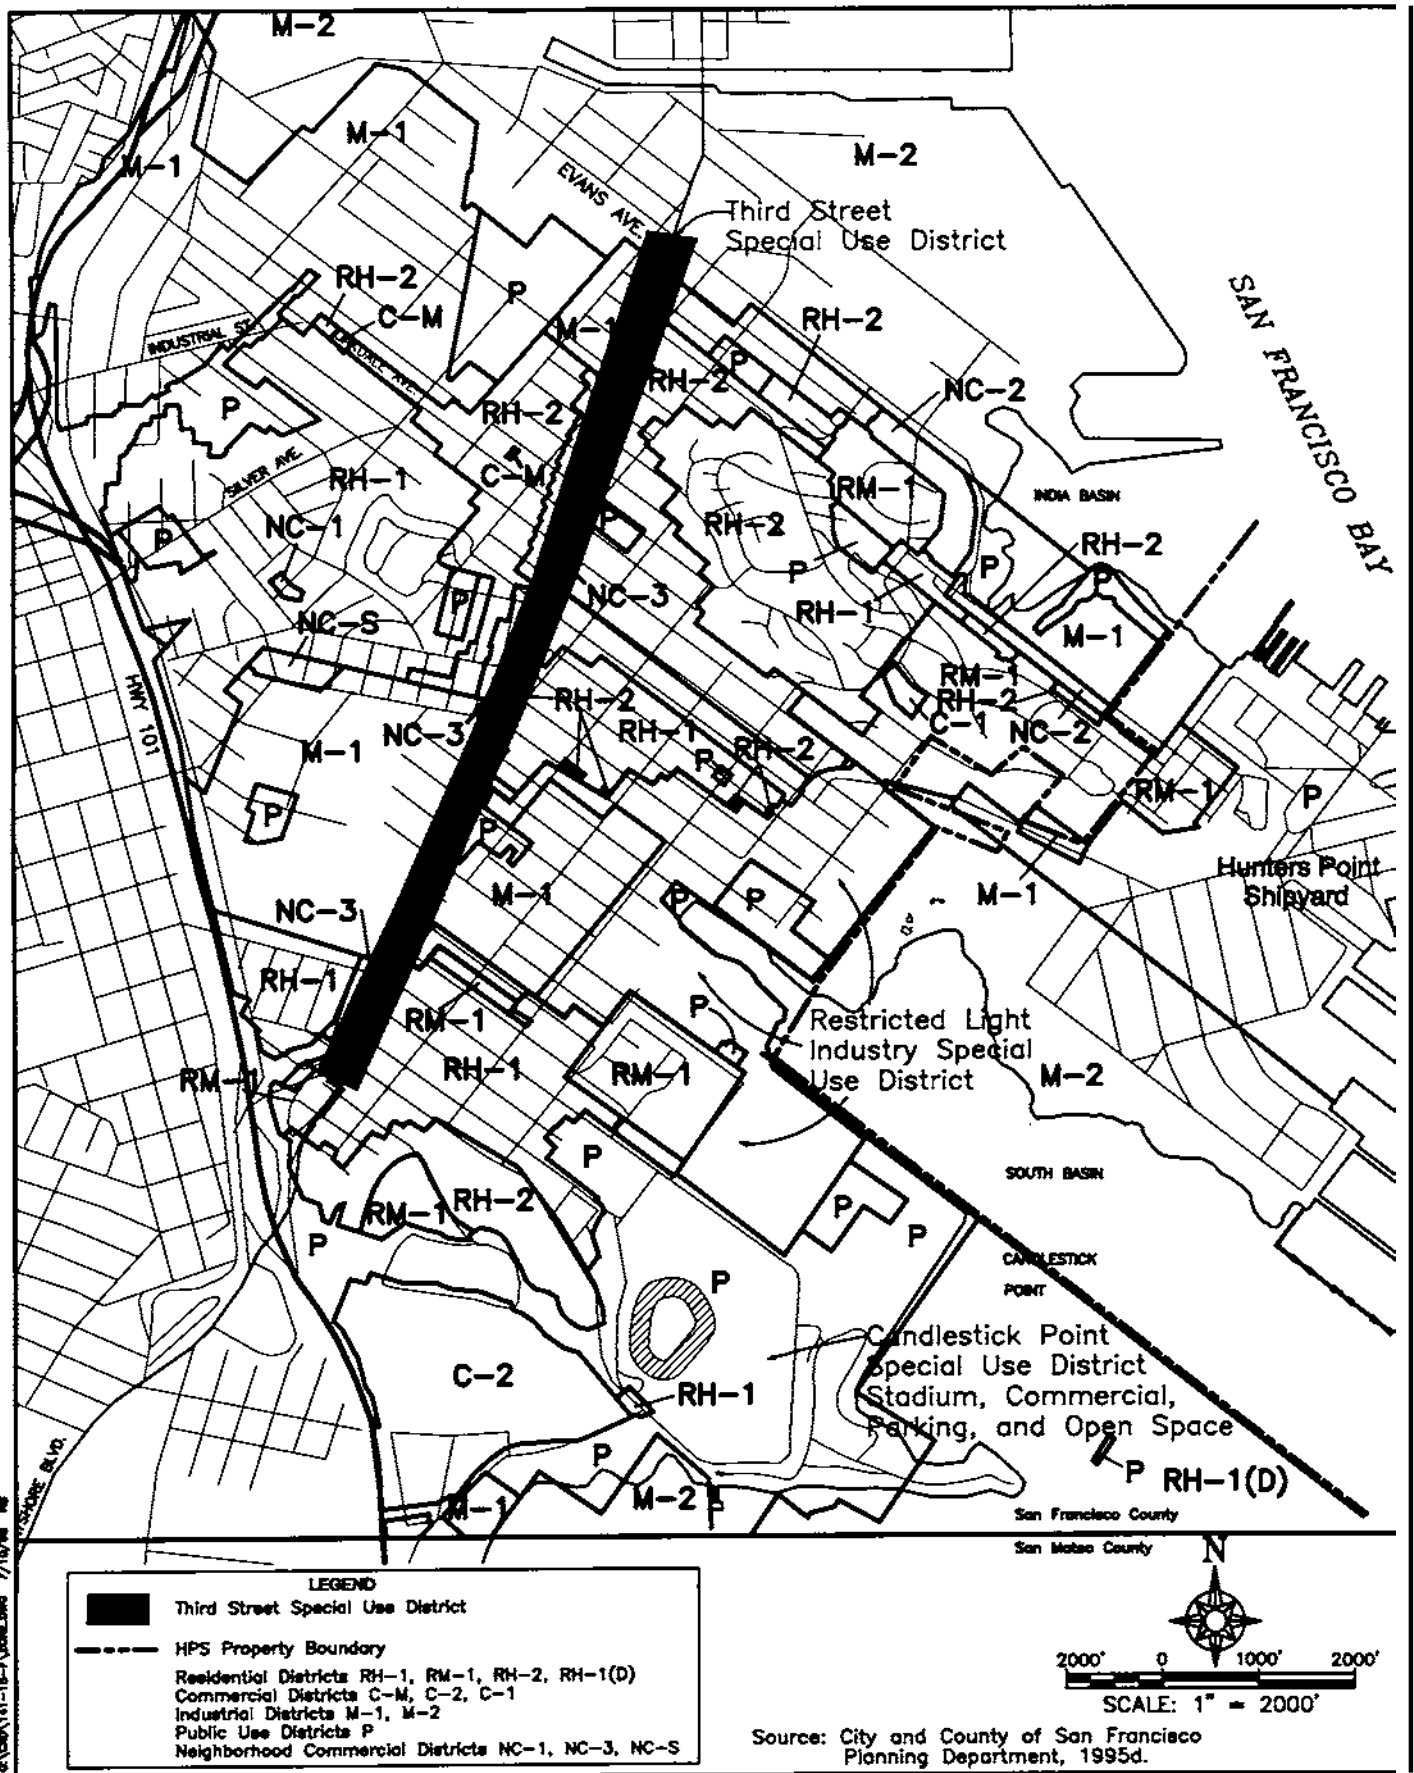 M-2
M-1
M-1
M-2
EVANS AVE.
Third Street
Special Use District
RH-2
P
C-M
INDUSTRIAL ST.
M-1
RH-2
P
RH-2
NC-2
SAN FRANCISCO BAY
OAKDALE AVE.
P
RH-2
SILVER AVE.
RH-1
C-M
RM-1
INDIA BASIN
NC-1
P
P
RH-2
RH-2
P
P
P
P
NC-3
RH-1
NC-S
M-1
HWY 101
RH-2
RM-1
RH-2
C-1
NC-2
NC-3
RH-1
M-1
P
RH-2
RM-1
P
P
P
Hunters Point
Shipyard
M-1
P
P
M-1
NC-3
RH-1
P
RM-1
Restricted Light
Industry Special
Use District
RM-1
RH-1
RM-1
M-2
P
SOUTH BASIN
RM-1
RH-2
P
P
P
CANDLESTICK
POINT
P
Candlestick Point
Special Use District
Stadium, Commercial,
Parking, and Open Space
C-2
RH-1
P
P
RH-1(D)
M-1
M-2
San Francisco County
San Mateo County
N
LEGEND
Third Street Special Use District
HPS Property Boundary
Residential Districts RH-1, RM-1, RH-2, RH-1(D)
Commercial Districts C-M, C-2, C-1
Industrial Districts M-1, M-2
Public Use Districts P
Neighborhood Commercial Districts NC-1, NC-3, NC-S
2000' 0 1000' 2000'
SCALE: 1" = 2000'
Source: City and County of San Francisco
Planning Department, 1995d.